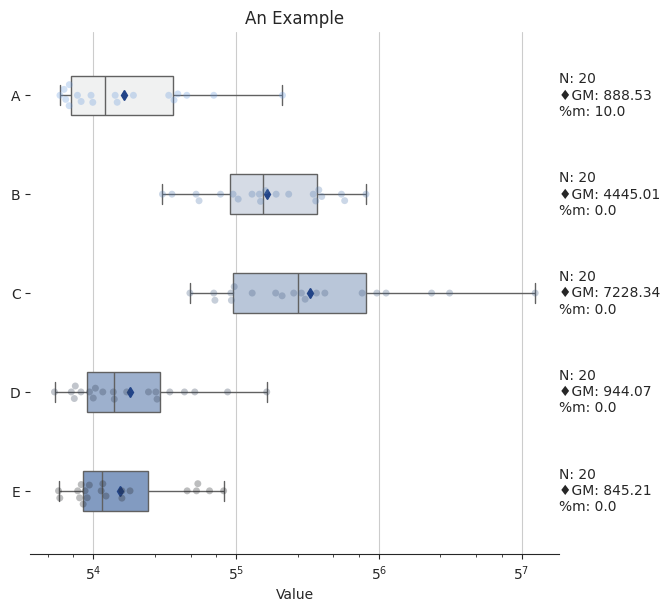 An Example
A
N: 20
♦GM: 888.53
%m: 10.0
B
N: 20
♦GM: 4445.01
%m: 0.0
C
N: 20
♦GM: 7228.34
%m: 0.0
D
N: 20
♦GM: 944.07
%m: 0.0
E
N: 20
♦GM: 845.21
%m: 0.0
5⁴ 5⁵ 5⁶ 5⁷
Value